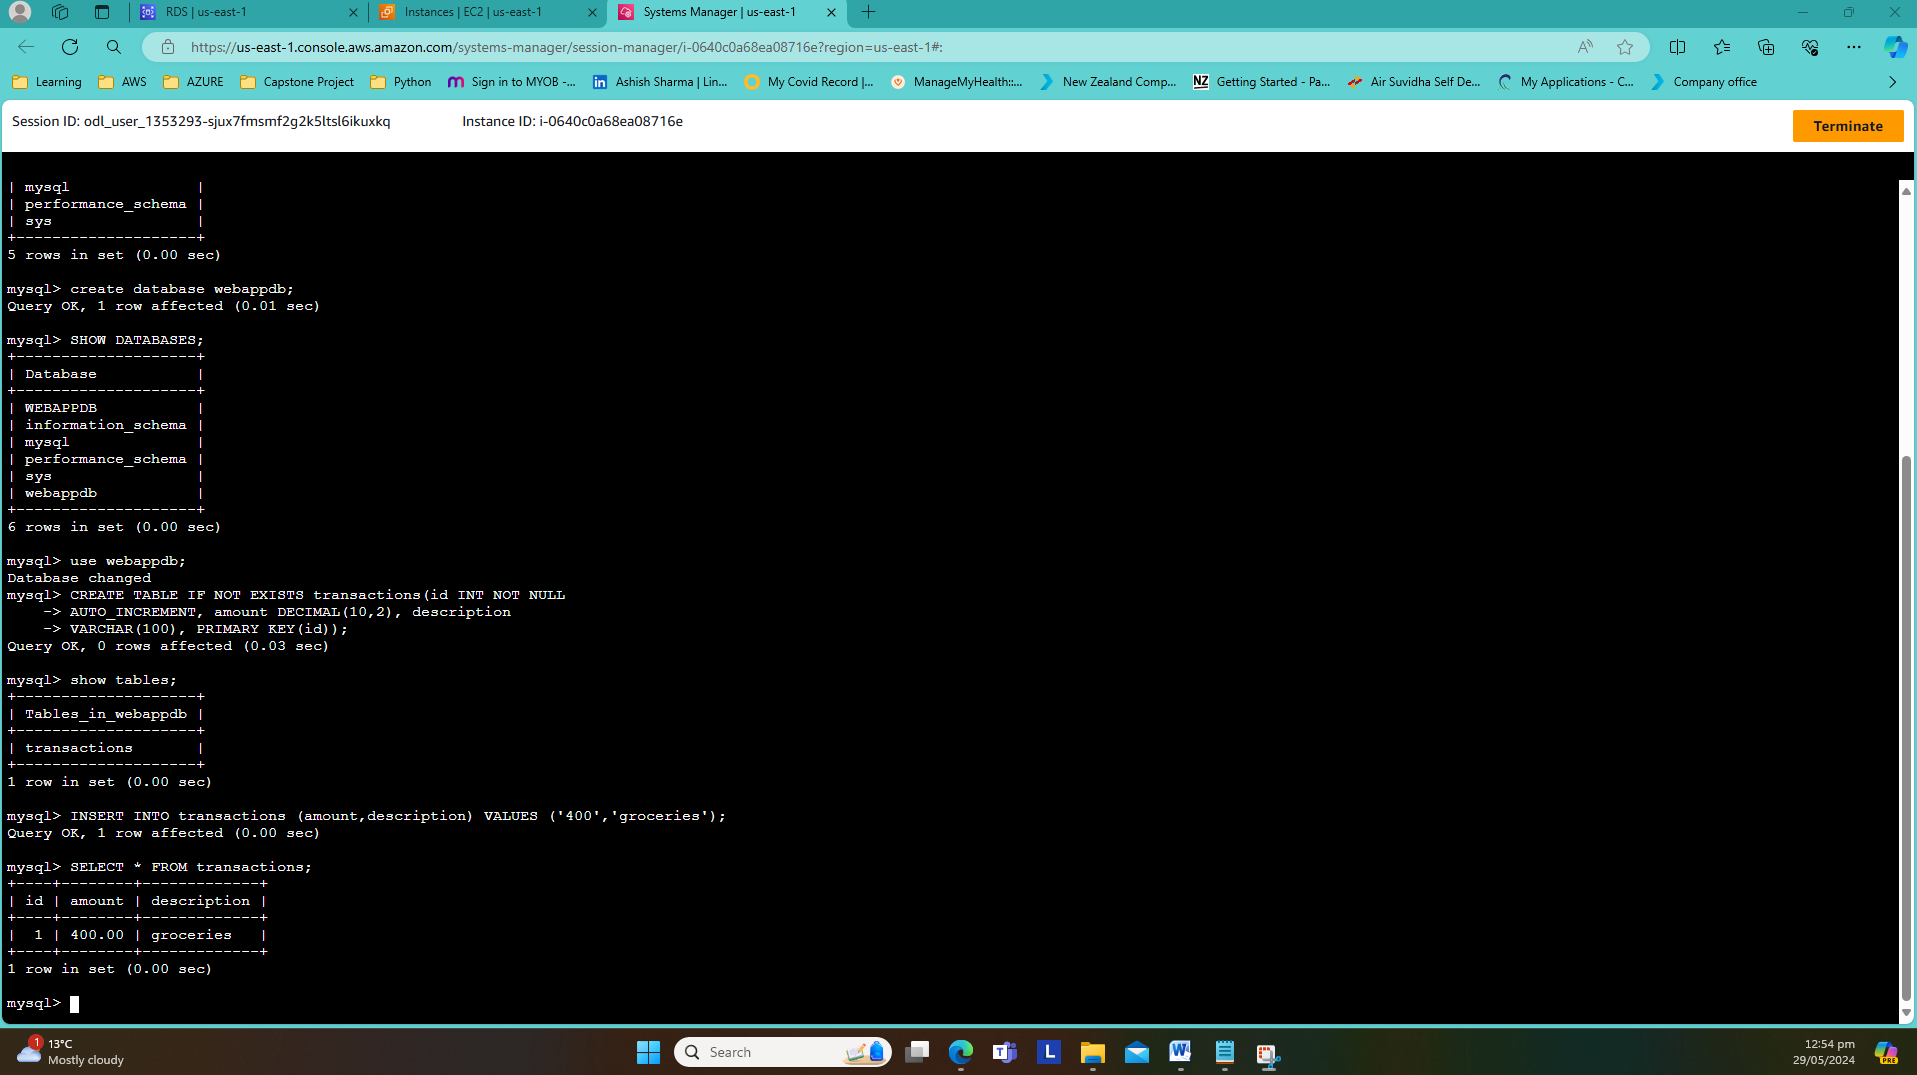 RDS | us-east-1
Instances | EC2 | us-east-1
Systems Manager | us-east-1
https://us-east-1.console.aws.amazon.com/systems-manager/session-manager/i-0640c0a68ea08716e?region=us-east-1#:
Learning
AWS
AZURE
Capstone Project
Python
Sign in to MYOB -...
Ashish Sharma | Lin...
My Covid Record |...
ManageMyHealth::...
New Zealand Comp...
NZ
Getting Started - Pa...
Air Suvidha Self De...
My Applications - C...
Company office
Session ID: odl_user_1353293-sjux7fmsmf2g2k5ltsl6ikuxkq
Instance ID: i-0640c0a68ea08716e
Terminate
| mysql              |
| performance_schema |
| sys                |
+--------------------+
5 rows in set (0.00 sec)
mysql> create database webappdb;
Query OK, 1 row affected (0.01 sec)
mysql> SHOW DATABASES;
+--------------------+
| Database           |
+--------------------+
| WEBAPPDB           |
| information_schema |
| mysql              |
| performance_schema |
| sys                |
| webappdb           |
+--------------------+
6 rows in set (0.00 sec)
mysql> use webappdb;
Database changed
mysql> CREATE TABLE IF NOT EXISTS transactions(id INT NOT NULL
    -> AUTO_INCREMENT, amount DECIMAL(10,2), description
    -> VARCHAR(100), PRIMARY KEY(id));
Query OK, 0 rows affected (0.03 sec)
mysql> show tables;
+--------------------+
| Tables_in_webappdb |
+--------------------+
| transactions       |
+--------------------+
1 row in set (0.00 sec)
mysql> INSERT INTO transactions (amount,description) VALUES ('400','groceries');
Query OK, 1 row affected (0.00 sec)
mysql> SELECT * FROM transactions;
+----+--------+-------------+
| id | amount | description |
+----+--------+-------------+
|  1 | 400.00 | groceries   |
+----+--------+-------------+
1 row in set (0.00 sec)
mysql>
1
13°C
Mostly cloudy
Search
L
12:54 pm
29/05/2024
PRE